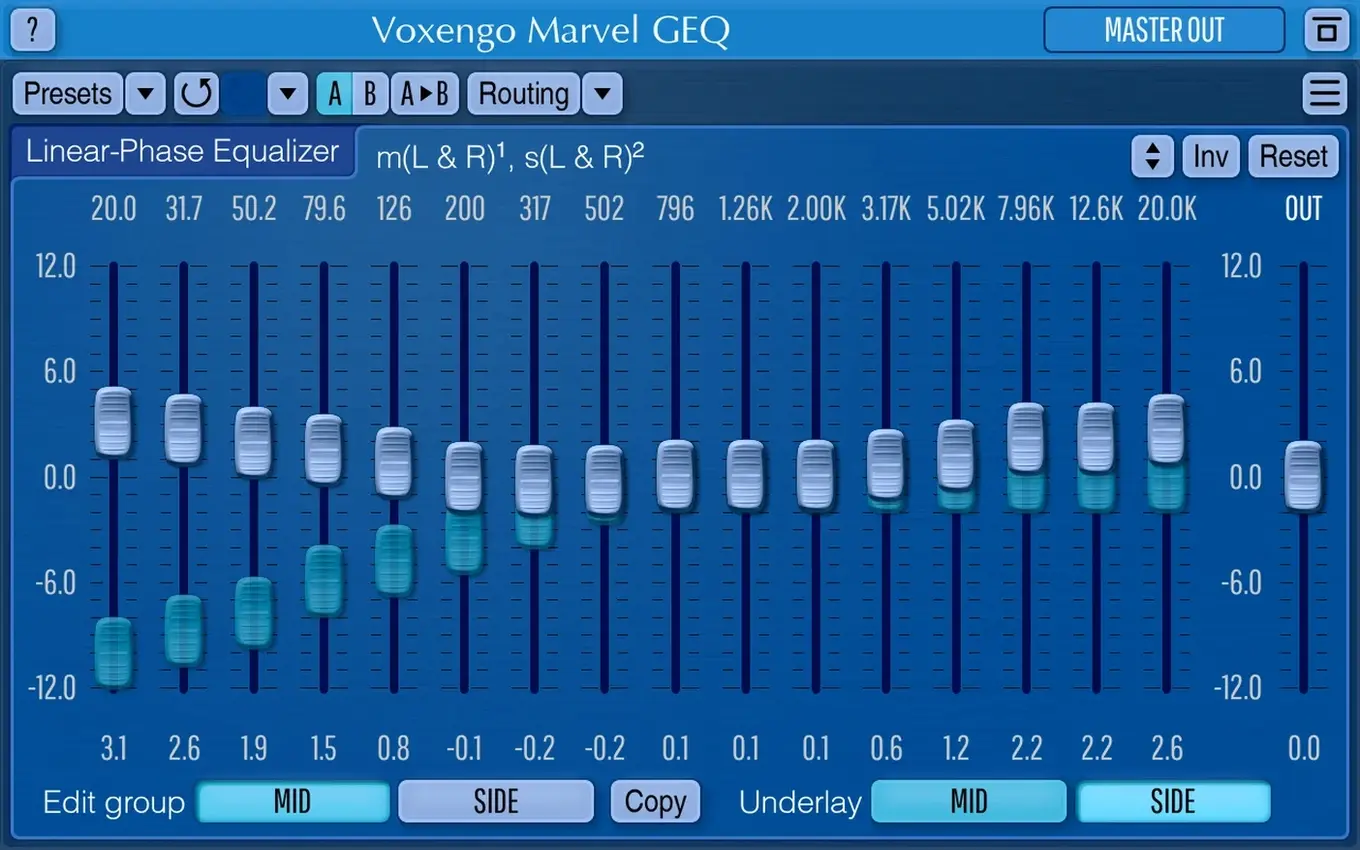 ? Voxengo Marvel GEQ MASTER OUT
Presets A B A▸B Routing
Linear-Phase Equalizer m(L & R)¹, s(L & R)² Inv Reset
20.0 31.7 50.2 79.6 126 200 317 502 796 1.26K 2.00K 3.17K 5.02K 7.96K 12.6K 20.0K OUT
12.0 12.0
6.0 6.0
0.0 0.0
-6.0 -6.0
-12.0 -12.0
3.1 2.6 1.9 1.5 0.8 -0.1 -0.2 -0.2 0.1 0.1 0.1 0.6 1.2 2.2 2.2 2.6 0.0
Edit group MID SIDE Copy Underlay MID SIDE